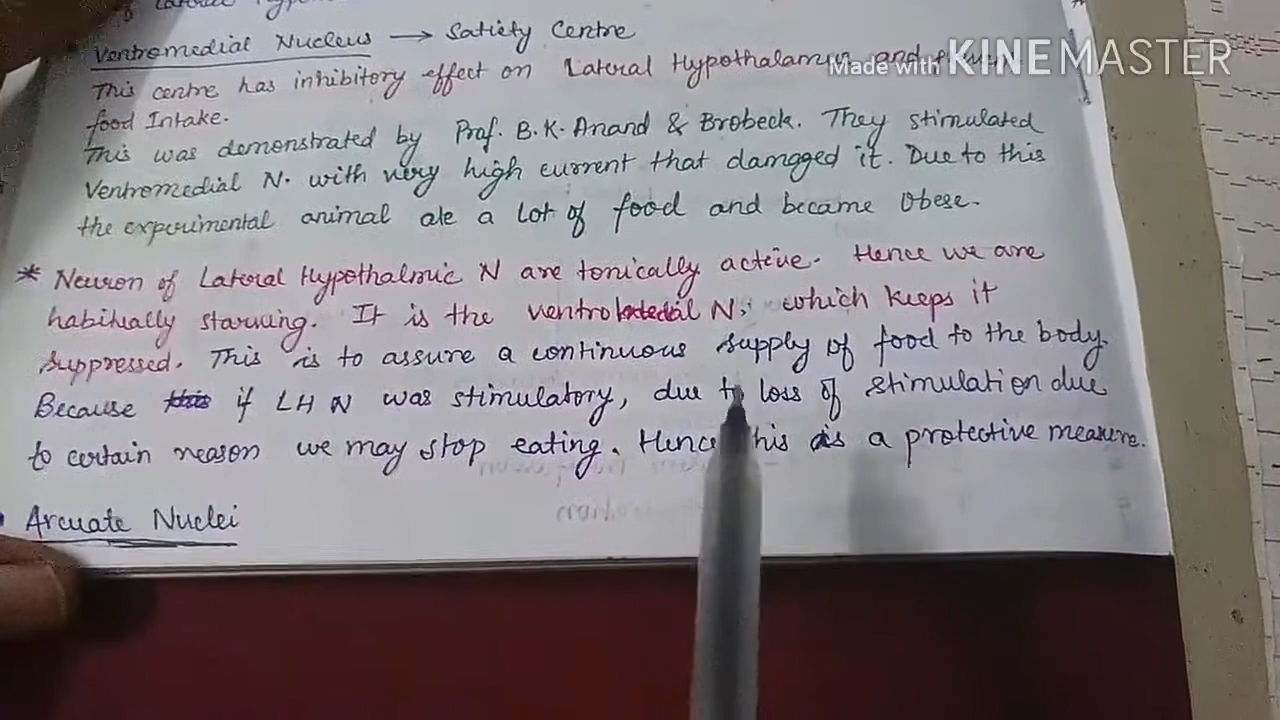 of Lateral
Ventromedial Nucleus → Satiety Centre
This centre has inhibitory effect on Lateral Hypothalamus and
food Intake.
This was demonstrated by Prof. B.K. Anand & Brobeck. They stimulated
Ventromedial N. with very high current that damaged it. Due to this
the experimental animal ate a lot of food and became Obese.
* Neuron of Lateral Hypothalmic N are tonically active. Hence we are
habitually starving. It is the ventro N. which keeps it
suppressed. This is to assure a continuous supply of food to the body.
Because this if LH N was stimulatory, due to loss of stimulation due
to certain reason we may stop eating. Hence this is a protective measure.
Arcuate Nuclei
Made with KINEMASTER